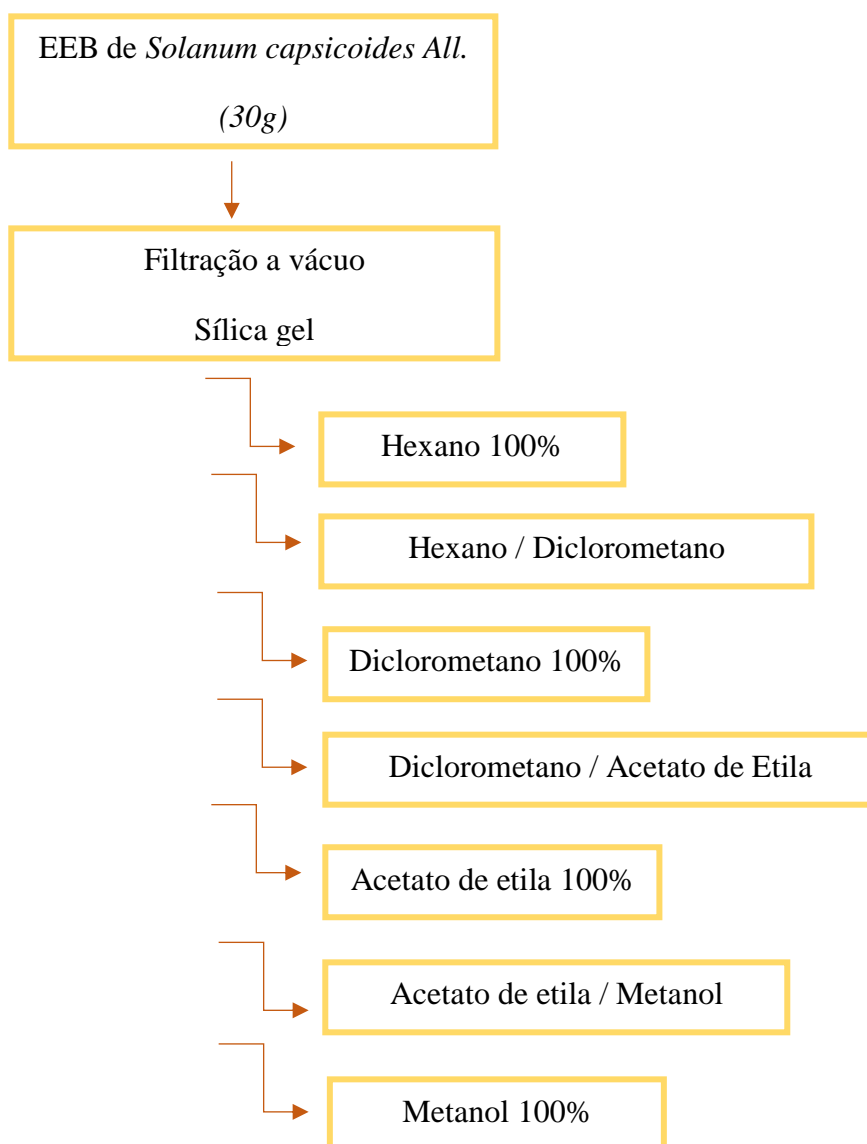 EEB de Solanum capsicoides All.
(30g)
Filtração a vácuo
Sílica gel
Hexano 100%
Hexano / Diclorometano
Diclorometano 100%
Diclorometano / Acetato de Etila
Acetato de etila 100%
Acetato de etila / Metanol
Metanol 100%